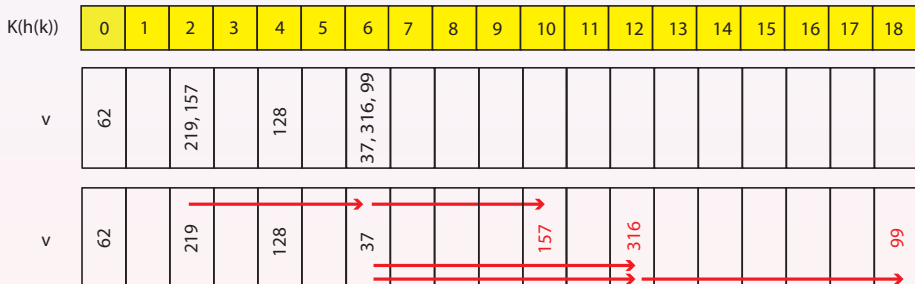 K(h(k)) 0 1 2 3 4 5 6 7 8 9 10 11 12 13 14 15 16 17 18
v 62 219, 157 128 37, 316, 99
v 62 219 128 37 157 316 99